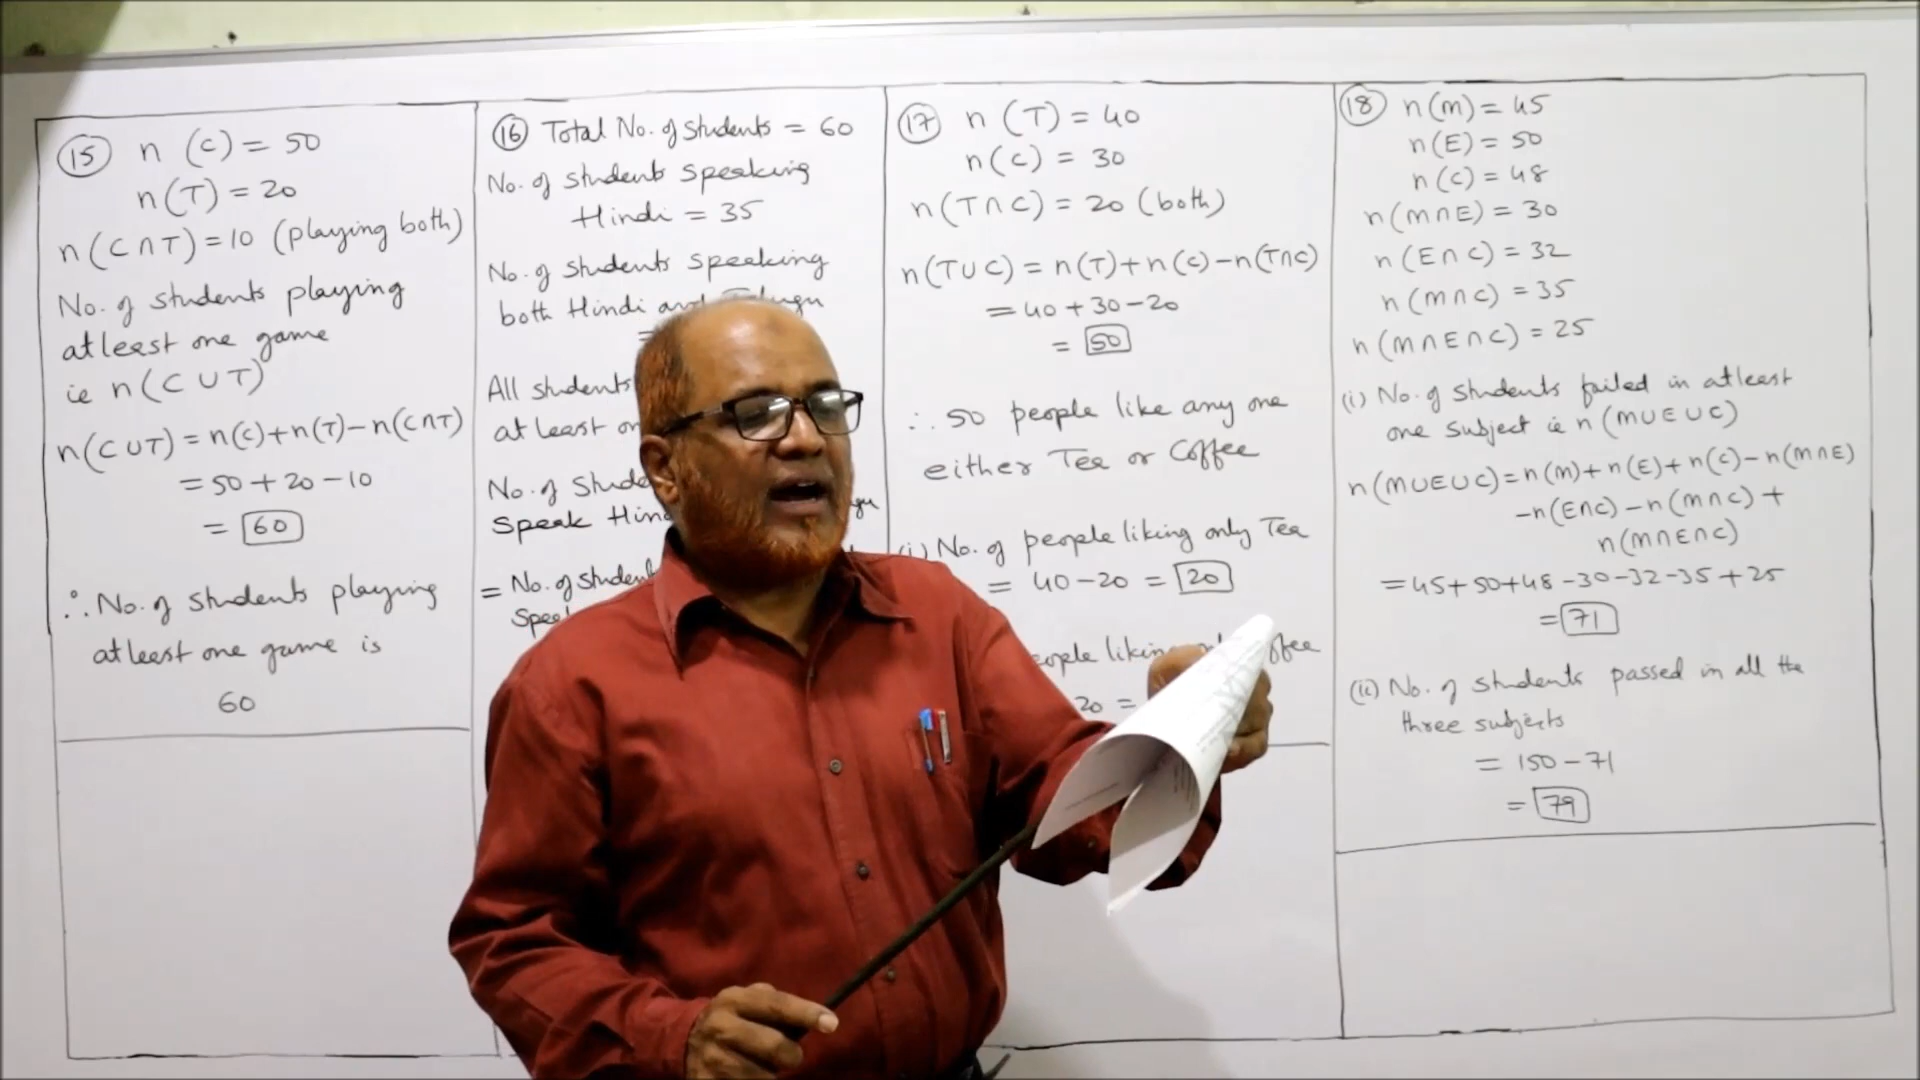 15 n (C) = 50
n(T) = 20
n(C∩T) = 10 (playing both)
No. of students playing
atleast one game
ie n(C∪T)
n(C∪T) = n(C)+n(T)-n(C∩T)
= 50+20-10
= 60
∴ No. of students playing
atleast one game is
60
16 Total No. of students = 60
No. of students speaking
Hindi = 35
No. of students speaking
both Hindi and
All students
at least
No. of
Speak
= No. of
17 n (T) = 40
n(C) = 30
n(T∩C) = 20 (both)
n(T∪C) = n(T)+n(C)-n(T∩C)
= 40+30-20
= 50
∴ 50 people like any one
either Tea or Coffee
(i) No. of people liking only Tea
= 40-20 = 20
20 =
18 n(m) = 45
n(E) = 50
n(C) = 48
n(m∩E) = 30
n(E∩C) = 32
n(m∩C) = 35
n(m∩E∩C) = 25
(i) No. of students failed in atleast
one subject ie n(m∪E∪C)
n(m∪E∪C) = n(m)+n(E)+n(C)-n(m∩E)
-n(E∩C)-n(m∩C)+
n(m∩E∩C)
= 45+50+48-30-32-35+25
= 71
(ii) No. of students passed in all the
three subjects
= 150-71
= 79